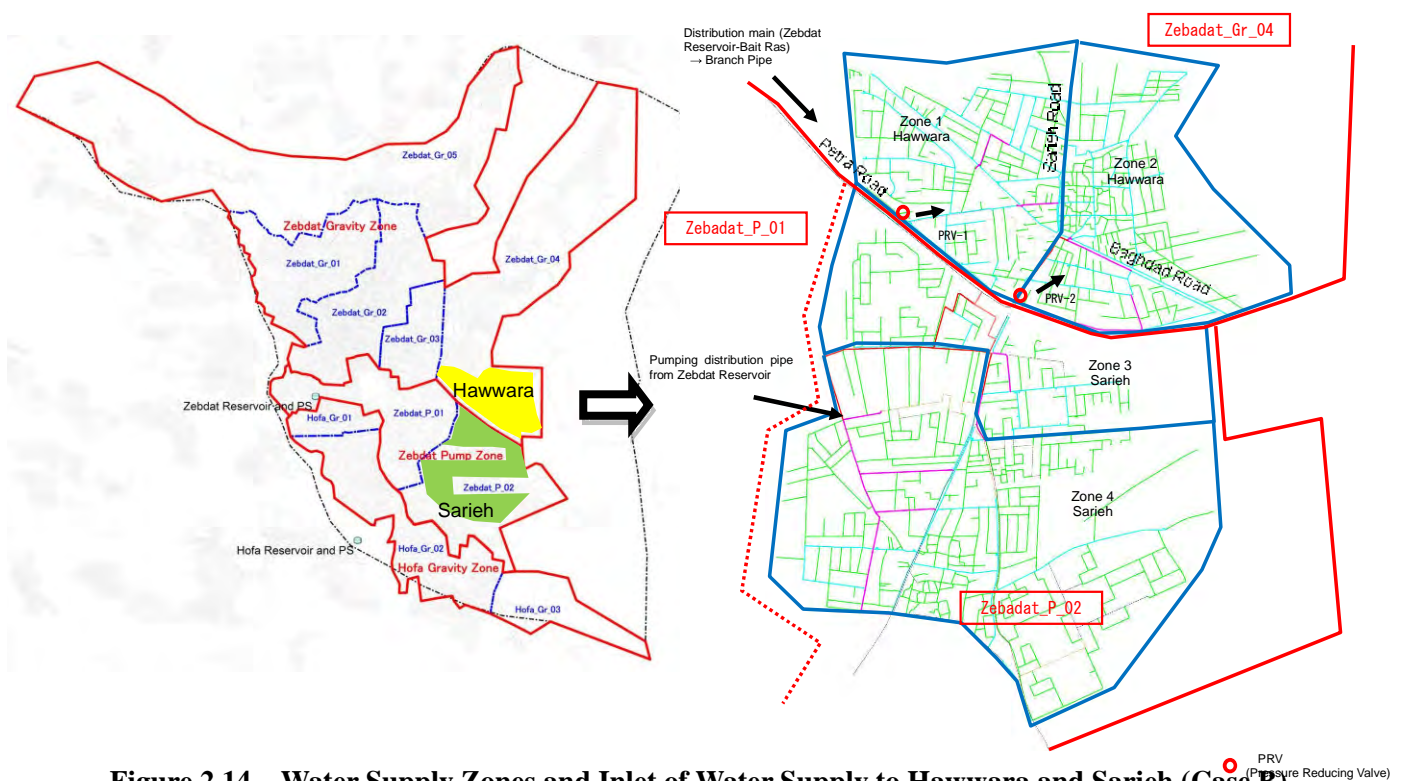 Zebdat_Gr_05
Zebdat Gravity Zone
Zebdat_Gr_01
Zebdat_Gr_04
Zebdat_Gr_02
Zebdat_Gr_03
Hawwara
Zebdat Reservoir and PS
Hofa_Gr_01
Zebdat_P_01
Zebdat Pump Zone
Zebdat_P_02
Sarieh
Hofa Reservoir and PS
Hofa_Gr_02
Hofa Gravity Zone
Hofa_Gr_03
Distribution main (Zebdat
Reservoir-Bait Ras)
→ Branch Pipe
Zebadat_Gr_04
Zone 1
Hawwara
Sarieh Road
Zone 2
Hawwara
Petra Road
Zebadat_P_01
PRV-1
Baghdad Road
PRV-2
Pumping distribution pipe
from Zebdat Reservoir
Zone 3
Sarieh
Zone 4
Sarieh
Zebadat_P_02
PRV
(Pressure Reducing Valve)
Figure 2.14 Water Supply Zones and Inlet of Water Supply to Hawwara and Sarieh (Case B)